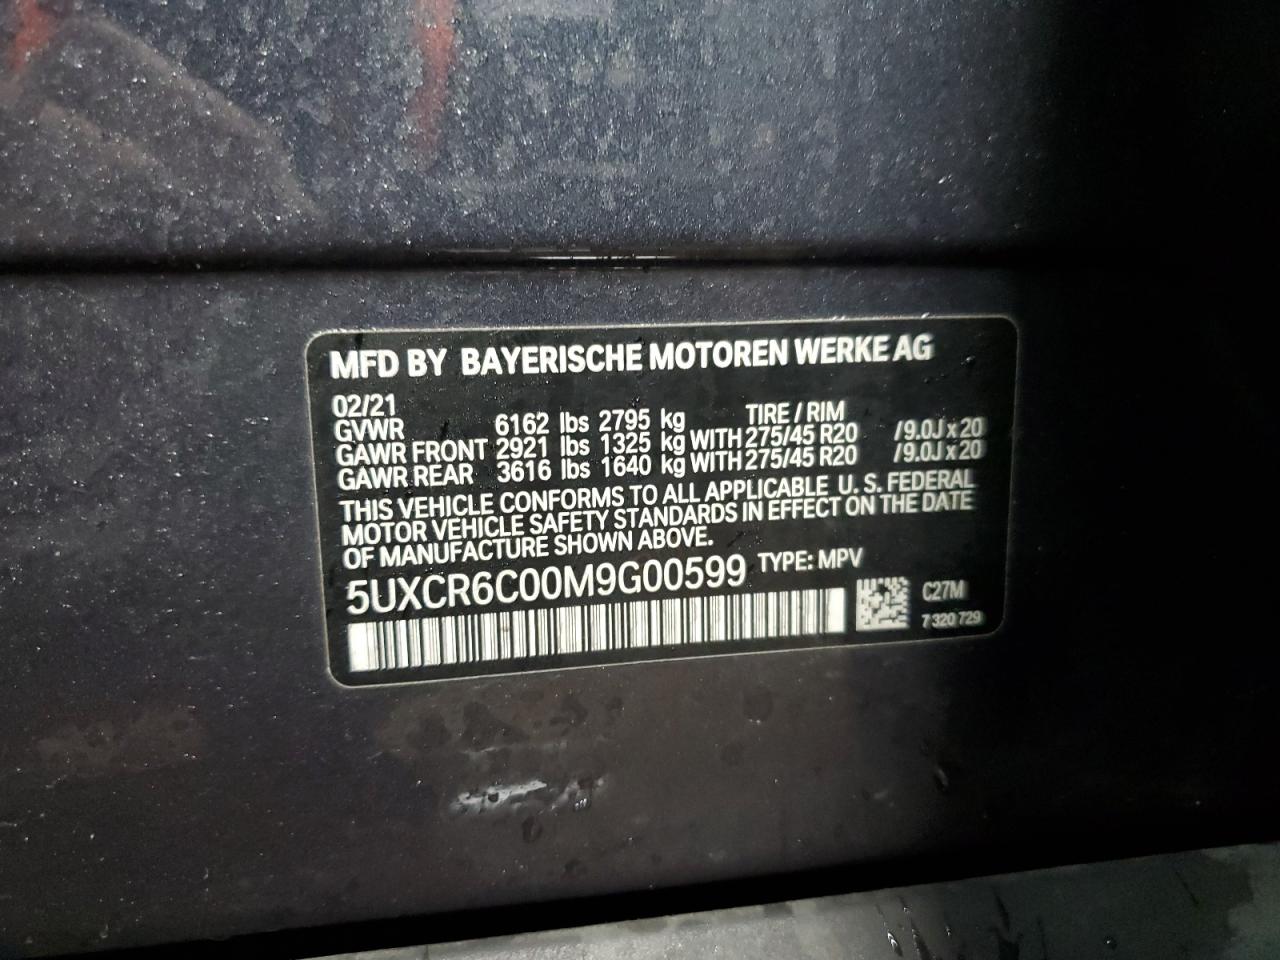 MFD BY BAYERISCHE MOTOREN WERKE AG
02/21 TIRE / RIM
GVWR 6162 lbs 2795 kg
GAWR FRONT 2921 lbs 1325 kg WITH 275/45 R20 /9.0J x 20
GAWR REAR 3616 lbs 1640 kg WITH 275/45 R20 /9.0J x 20
THIS VEHICLE CONFORMS TO ALL APPLICABLE U. S. FEDERAL
MOTOR VEHICLE SAFETY STANDARDS IN EFFECT ON THE DATE
OF MANUFACTURE SHOWN ABOVE.
5UXCR6C00M9G00599 TYPE: MPV
C27M
7 320 729